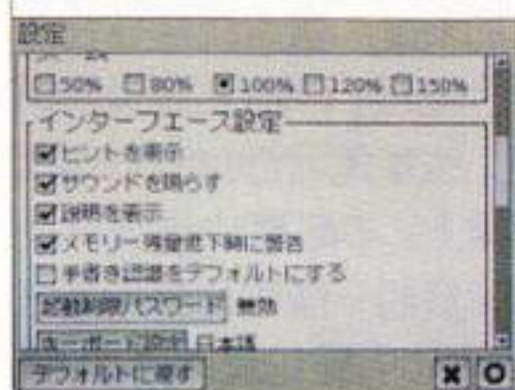 設定
50% 80% 100% 120% 150%
インターフェース設定
ヒントを表示
サウンドを鳴らす
説明を表示
メモリー残量低下時に警告
手書き認識をデフォルトにする
起動制限パスワード 無効
キーボード説明 日本語
デフォルトに戻す